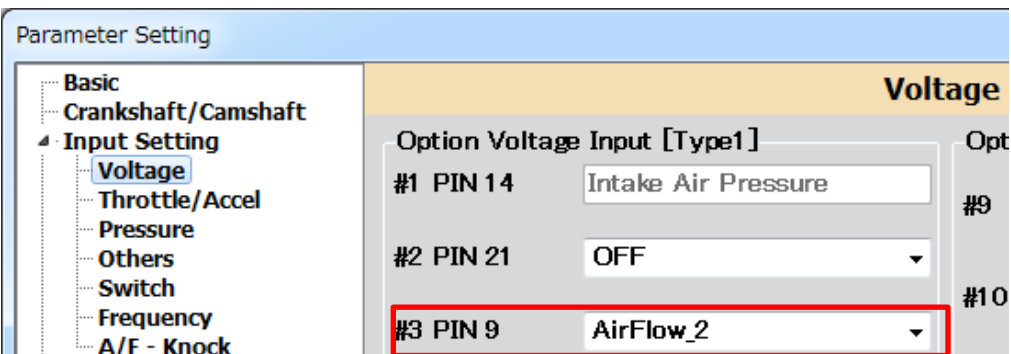 Parameter Setting
Basic
Crankshaft/Camshaft
Input Setting
Voltage
Throttle/Accel
Pressure
Others
Switch
Frequency
A/F - Knock
Voltage
Option Voltage Input [Type1]
#1 PIN 14 Intake Air Pressure
#2 PIN 21 OFF
#3 PIN 9 AirFlow_2
Opt
#9
#10